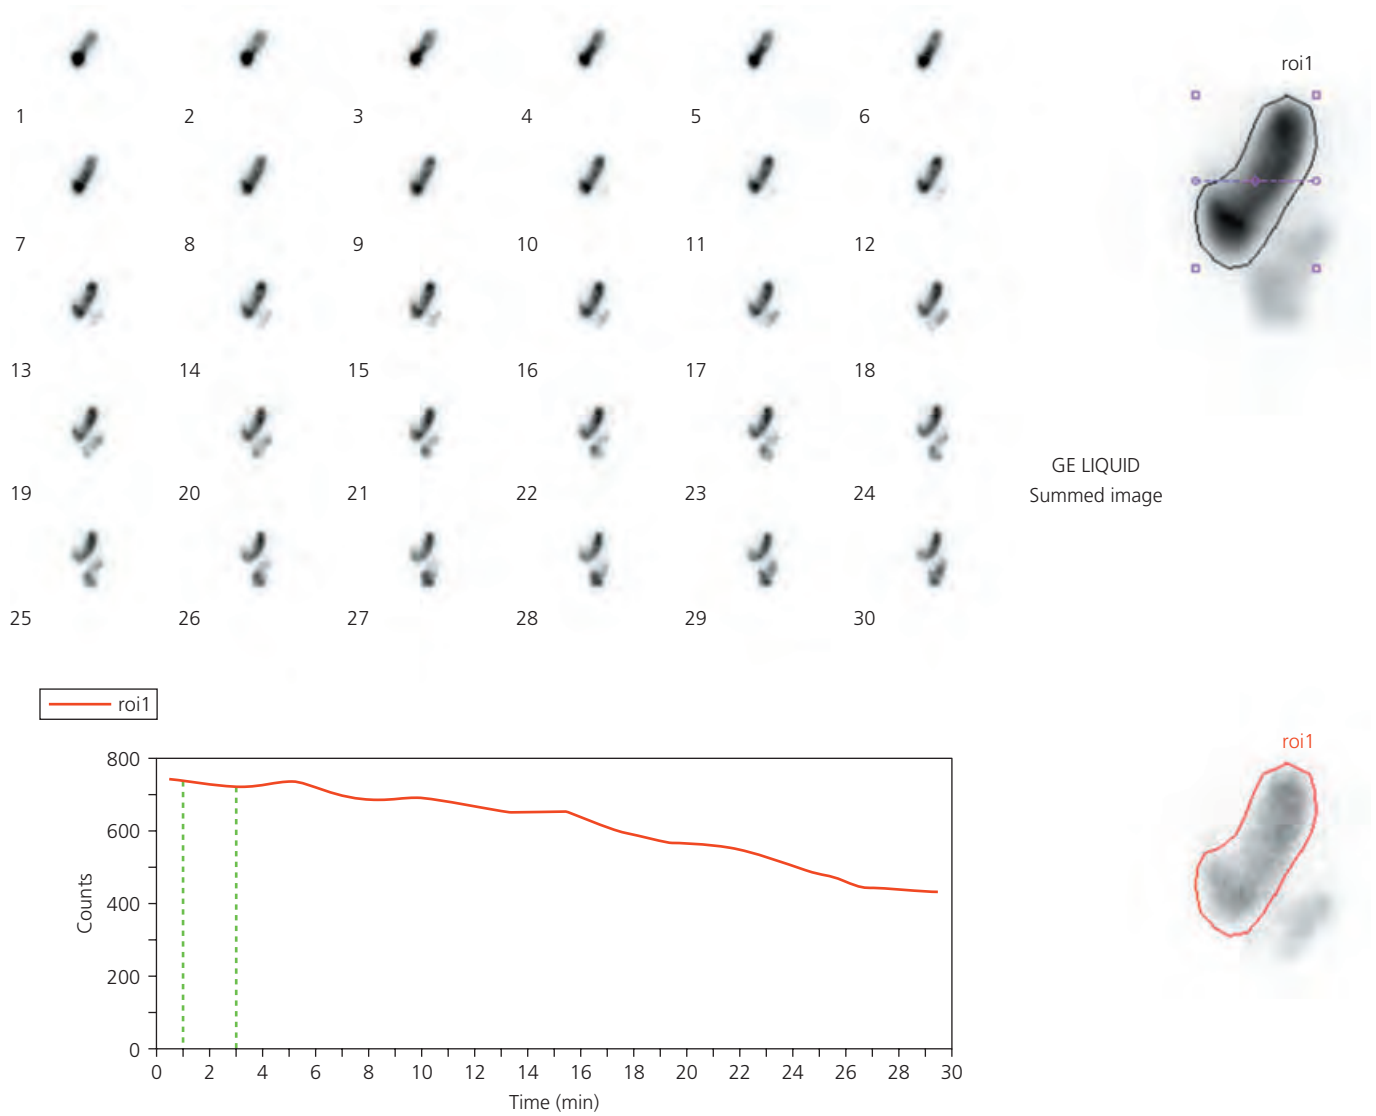 1 2 3 4 5 6
7 8 9 10 11 12
13 14 15 16 17 18
19 20 21 22 23 24
25 26 27 28 29 30
roi1
GE LIQUID
Summed image
roi1
roi1
800
600
400
200
0
Counts
0 2 4 6 8 10 12 14 16 18 20 22 24 26 28 30
Time (min)